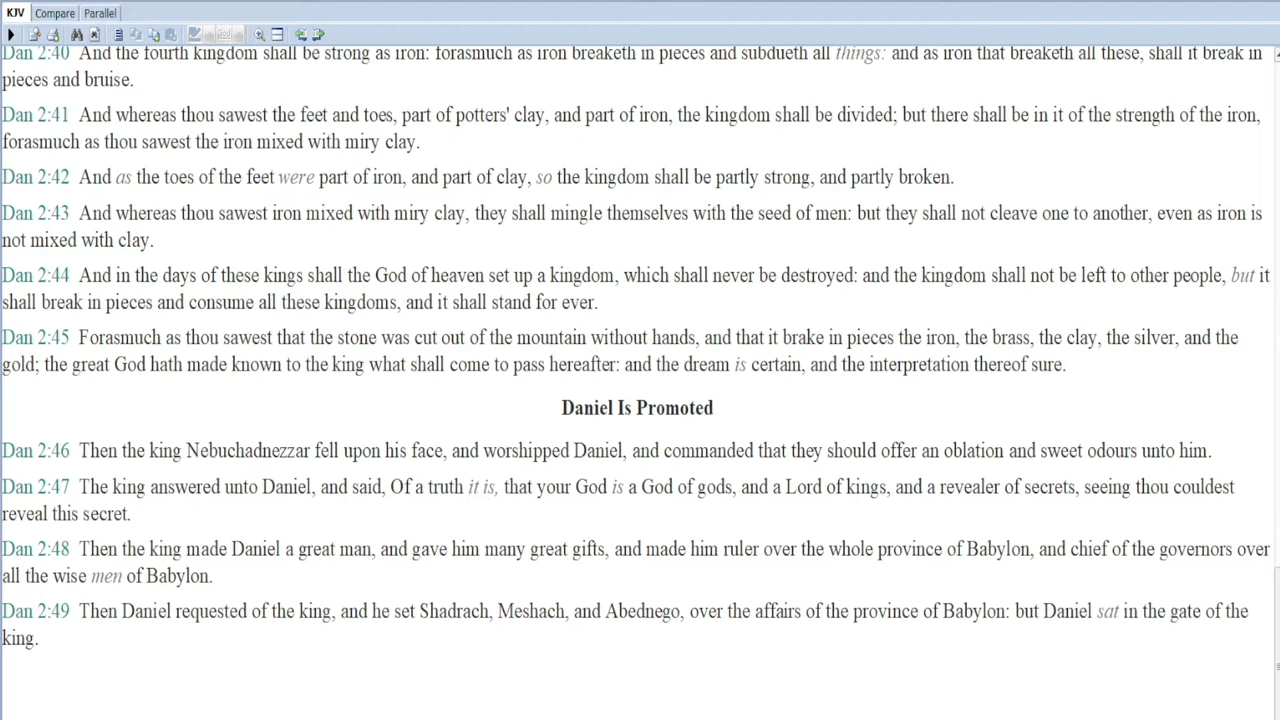 KJV Compare Parallel
Dan 2:40 And the fourth kingdom shall be strong as iron: forasmuch as iron breaketh in pieces and subdueth all things: and as iron that breaketh all these, shall it break in
pieces and bruise.
Dan 2:41 And whereas thou sawest the feet and toes, part of potters' clay, and part of iron, the kingdom shall be divided; but there shall be in it of the strength of the iron,
forasmuch as thou sawest the iron mixed with miry clay.
Dan 2:42 And as the toes of the feet were part of iron, and part of clay, so the kingdom shall be partly strong, and partly broken.
Dan 2:43 And whereas thou sawest iron mixed with miry clay, they shall mingle themselves with the seed of men: but they shall not cleave one to another, even as iron is
not mixed with clay.
Dan 2:44 And in the days of these kings shall the God of heaven set up a kingdom, which shall never be destroyed: and the kingdom shall not be left to other people, but it
shall break in pieces and consume all these kingdoms, and it shall stand for ever.
Dan 2:45 Forasmuch as thou sawest that the stone was cut out of the mountain without hands, and that it brake in pieces the iron, the brass, the clay, the silver, and the
gold; the great God hath made known to the king what shall come to pass hereafter: and the dream is certain, and the interpretation thereof sure.
Daniel Is Promoted
Dan 2:46 Then the king Nebuchadnezzar fell upon his face, and worshipped Daniel, and commanded that they should offer an oblation and sweet odours unto him.
Dan 2:47 The king answered unto Daniel, and said, Of a truth it is, that your God is a God of gods, and a Lord of kings, and a revealer of secrets, seeing thou couldest
reveal this secret.
Dan 2:48 Then the king made Daniel a great man, and gave him many great gifts, and made him ruler over the whole province of Babylon, and chief of the governors over
all the wise men of Babylon.
Dan 2:49 Then Daniel requested of the king, and he set Shadrach, Meshach, and Abednego, over the affairs of the province of Babylon: but Daniel sat in the gate of the
king.